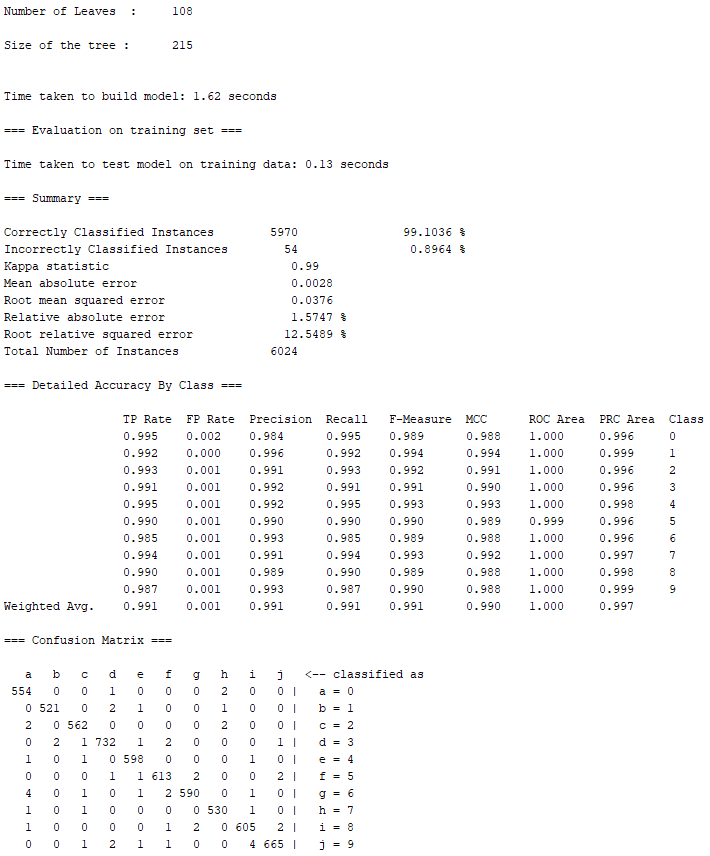 Number of Leaves  :     108
Size of the tree :      215
Time taken to build model: 1.62 seconds
=== Evaluation on training set ===
Time taken to test model on training data: 0.13 seconds
=== Summary ===
Correctly Classified Instances        5970               99.1036 %
Incorrectly Classified Instances        54                0.8964 %
Kappa statistic                          0.99
Mean absolute error                      0.0028
Root mean squared error                  0.0376
Relative absolute error                  1.5747 %
Root relative squared error             12.5489 %
Total Number of Instances             6024
=== Detailed Accuracy By Class ===
                 TP Rate  FP Rate  Precision  Recall   F-Measure  MCC      ROC Area  PRC Area  Class
                 0.995    0.002    0.984      0.995    0.989      0.988    1.000     0.996     0
                 0.992    0.000    0.996      0.992    0.994      0.994    1.000     0.999     1
                 0.993    0.001    0.991      0.993    0.992      0.991    1.000     0.996     2
                 0.991    0.001    0.992      0.991    0.991      0.990    1.000     0.996     3
                 0.995    0.001    0.992      0.995    0.993      0.993    1.000     0.998     4
                 0.990    0.001    0.990      0.990    0.990      0.989    0.999     0.996     5
                 0.985    0.001    0.993      0.985    0.989      0.988    1.000     0.996     6
                 0.994    0.001    0.991      0.994    0.993      0.992    1.000     0.997     7
                 0.990    0.001    0.989      0.990    0.989      0.988    1.000     0.998     8
                 0.987    0.001    0.993      0.987    0.990      0.988    1.000     0.999     9
Weighted Avg.    0.991    0.001    0.991      0.991    0.991      0.990    1.000     0.997
=== Confusion Matrix ===
   a   b   c   d   e   f   g   h   i   j   <-- classified as
 554   0   0   1   0   0   0   2   0   0 |   a = 0
   0 521   0   2   1   0   0   1   0   0 |   b = 1
   2   0 562   0   0   0   0   2   0   0 |   c = 2
   0   2   1 732   1   2   0   0   0   1 |   d = 3
   1   0   1   0 598   0   0   0   1   0 |   e = 4
   0   0   0   1   1 613   2   0   0   2 |   f = 5
   4   0   1   0   1   2 590   0   1   0 |   g = 6
   1   0   1   0   0   0   0 530   1   0 |   h = 7
   1   0   0   0   0   1   2   0 605   2 |   i = 8
   0   0   1   2   1   1   0   0   4 665 |   j = 9